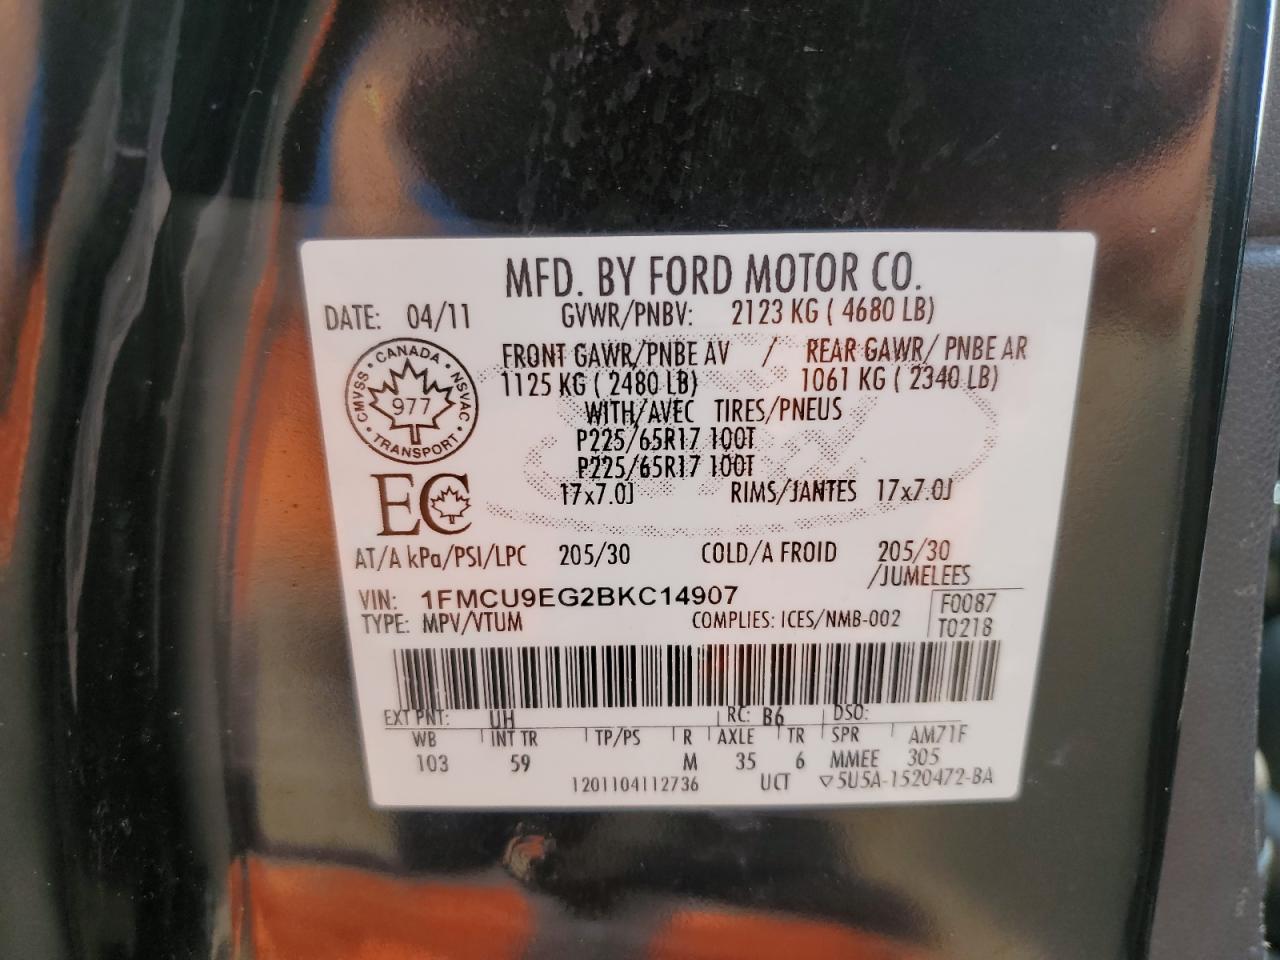 MFD. BY FORD MOTOR CO.
DATE: 04/11 GVWR/PNBV: 2123 KG ( 4680 LB)
FRONT GAWR/PNBE AV / REAR GAWR/ PNBE AR
1125 KG ( 2480 LB) 1061 KG ( 2340 LB)
WITH/AVEC TIRES/PNEUS
P225/65R17 100T
P225/65R17 100T
17x7.0J RIMS/JANTES 17x7.0J
CANADA
CMVSS NSVAC
977
TRANSPORT
EC
AT/A kPa/PSI/LPC 205/30 COLD/A FROID 205/30
/JUMELEES
VIN: 1FMCU9EG2BKC14907 F0087
TYPE: MPV/VTUM COMPLIES: ICES/NMB-002 T0218
EXT PNT: UH RC: B6 DSO:
WB INT TR TP/PS R AXLE TR SPR AM71F
103 59 M 35 6 MMEE 305
1201104112736 UCT ▽5U5A-1520472-BA